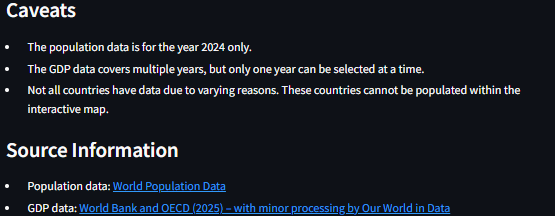 Caveats
• The population data is for the year 2024 only.
• The GDP data covers multiple years, but only one year can be selected at a time.
• Not all countries have data due to varying reasons. These countries cannot be populated within the
interactive map.
Source Information
• Population data: World Population Data
• GDP data: World Bank and OECD (2025) – with minor processing by Our World in Data